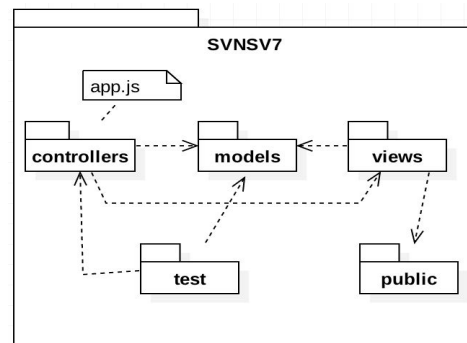 SVNSV7
app.js
controllers
models
views
test
public